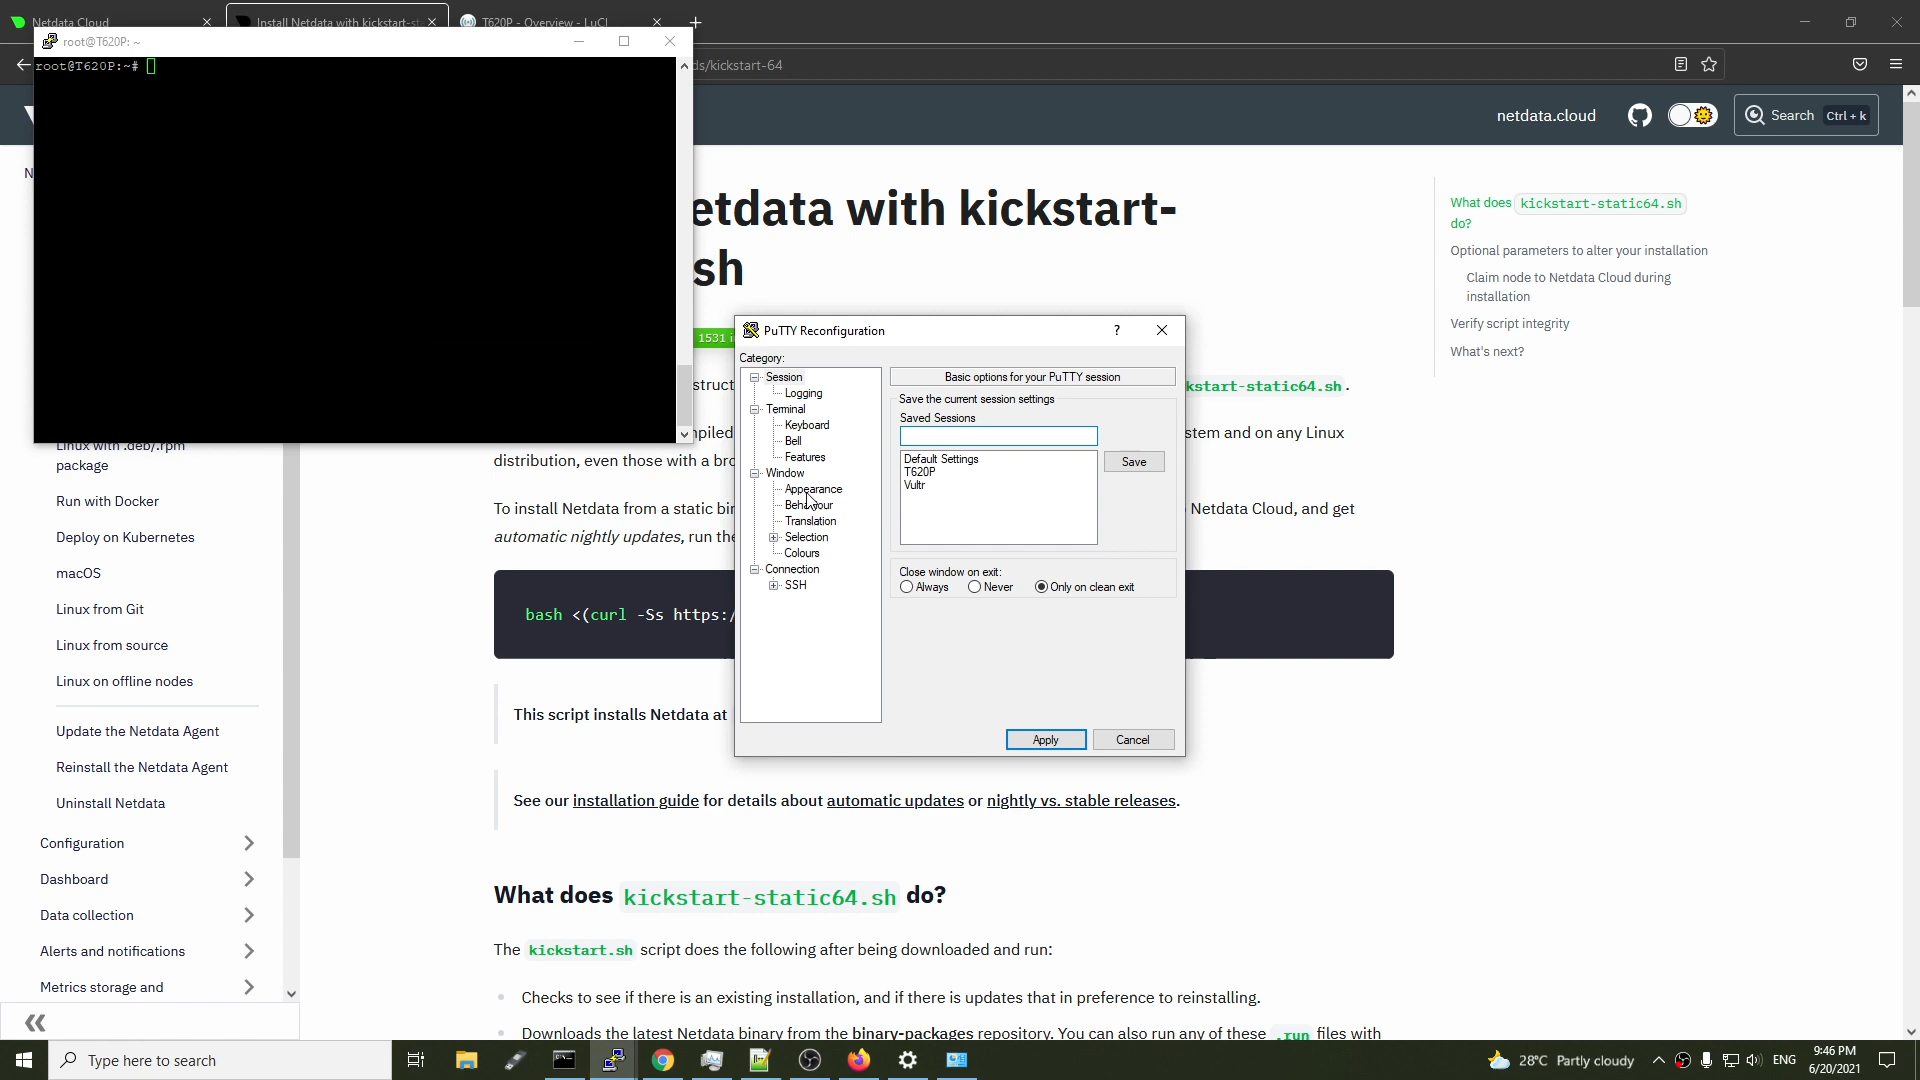 Netdata Cloud
Install Netdata with kickstart-st
T620P - Overview - LuCI
root@T620P: ~
root@T620P:~#
ds/kickstart-64
netdata.cloud
Search Ctrl + k
etdata with kickstart-
sh
What does kickstart-static64.sh
do?
Optional parameters to alter your installation
Claim node to Netdata Cloud during
installation
Verify script integrity
What's next?
N
Linux with .deb/.rpm
package
Run with Docker
Deploy on Kubernetes
macOS
Linux from Git
Linux from source
Linux on offline nodes
Update the Netdata Agent
Reinstall the Netdata Agent
Uninstall Netdata
Configuration
Dashboard
Data collection
Alerts and notifications
Metrics storage and
1531 i
struct
kstart-static64.sh.
mpiled
stem and on any Linux
distribution, even those with a bro
To install Netdata from a static bin
Netdata Cloud, and get
automatic nightly updates, run the
bash <(curl -Ss https:/
This script installs Netdata at
See our installation guide for details about automatic updates or nightly vs. stable releases.
What does kickstart-static64.sh do?
The kickstart.sh script does the following after being downloaded and run:
Checks to see if there is an existing installation, and if there is updates that in preference to reinstalling.
Downloads the latest Netdata binary from the binary-packages repository. You can also run any of these .run files with
PuTTY Reconfiguration
?
Category:
Session
Logging
Terminal
Keyboard
Bell
Features
Window
Appearance
Behaviour
Translation
Selection
Colours
Connection
SSH
Basic options for your PuTTY session
Save the current session settings
Saved Sessions
Default Settings
T620P
Vultr
Save
Close window on exit:
Always Never Only on clean exit
Apply Cancel
Type here to search
28°C Partly cloudy
ENG
9:46 PM
6/20/2021